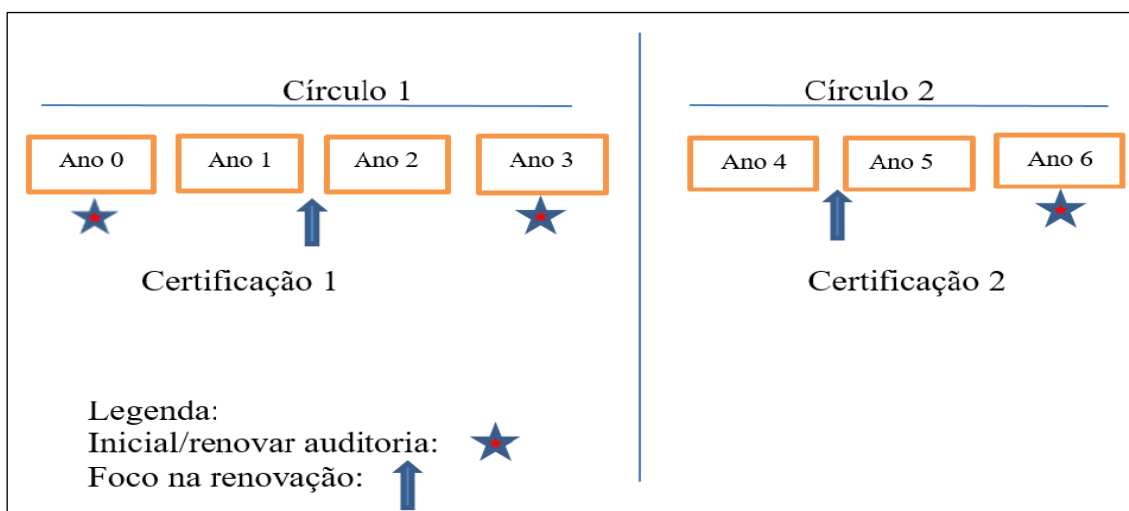 Círculo 1
Círculo 2
Ano 0
Ano 1
Ano 2
Ano 3
Ano 4
Ano 5
Ano 6
Certificação 1
Certificação 2
Legenda:
Inicial/renovar auditoria:
Foco na renovação: